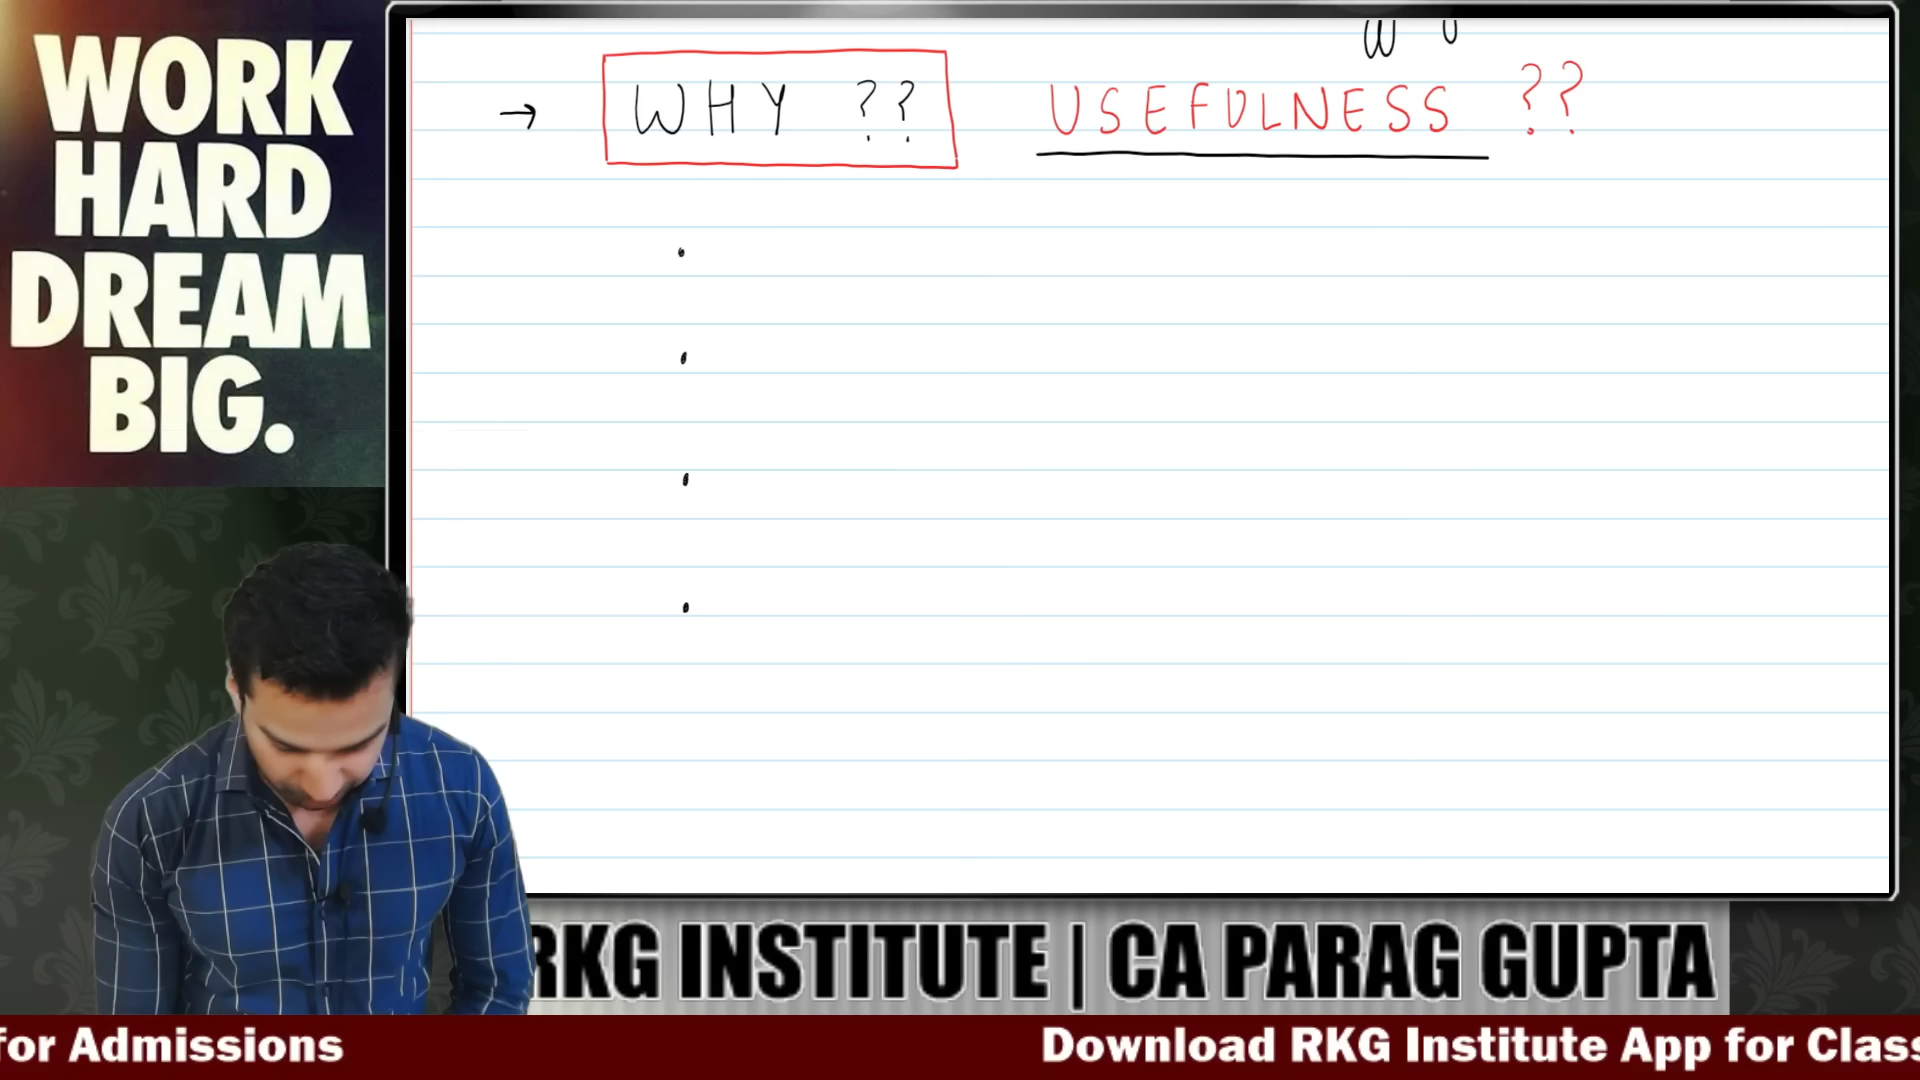 WORK
HARD
DREAM
BIG.
→ WHY ?? USEFULNESS ??
RKG INSTITUTE | CA PARAG GUPTA
for Admissions
Download RKG Institute App for Class